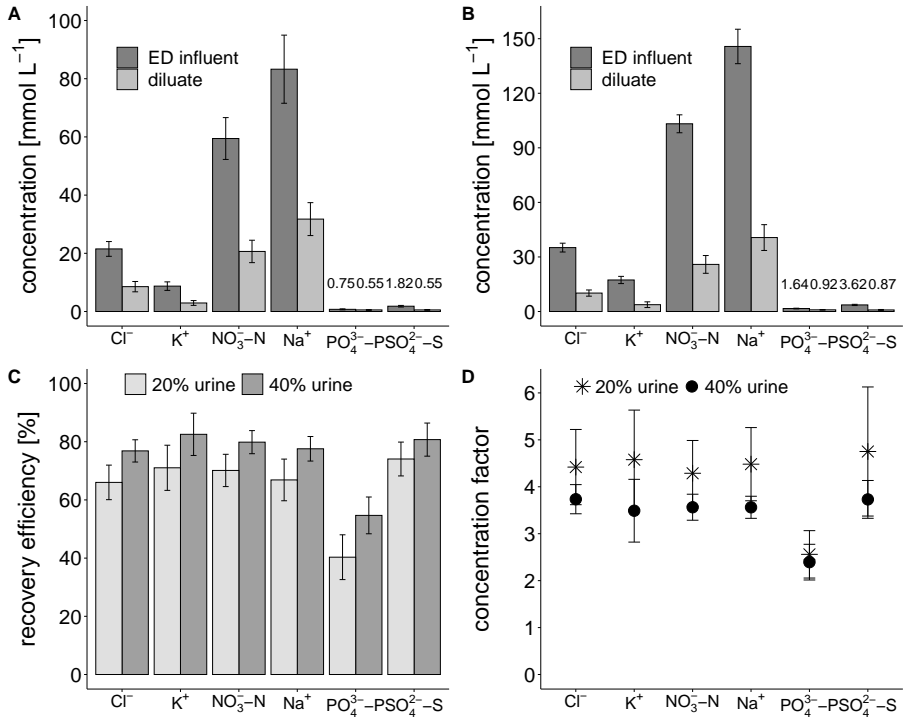 A
concentration [mmol L⁻¹]
100
80
60
40
20
0
ED influent
diluate
0.75 0.55 1.82 0.55
Cl⁻ K⁺ NO₃⁻–N Na⁺ PO₄³⁻–P SO₄²⁻–S
B
concentration [mmol L⁻¹]
150
120
90
60
30
0
ED influent
diluate
1.64 0.92 3.62 0.87
Cl⁻ K⁺ NO₃⁻–N Na⁺ PO₄³⁻–P SO₄²⁻–S
C
recovery efficiency [%]
100
80
60
40
20
0
20% urine 40% urine
Cl⁻ K⁺ NO₃⁻–N Na⁺ PO₄³⁻–P SO₄²⁻–S
D
concentration factor
6
5
4
3
2
1
0
20% urine 40% urine
Cl⁻ K⁺ NO₃⁻–N Na⁺ PO₄³⁻–P SO₄²⁻–S